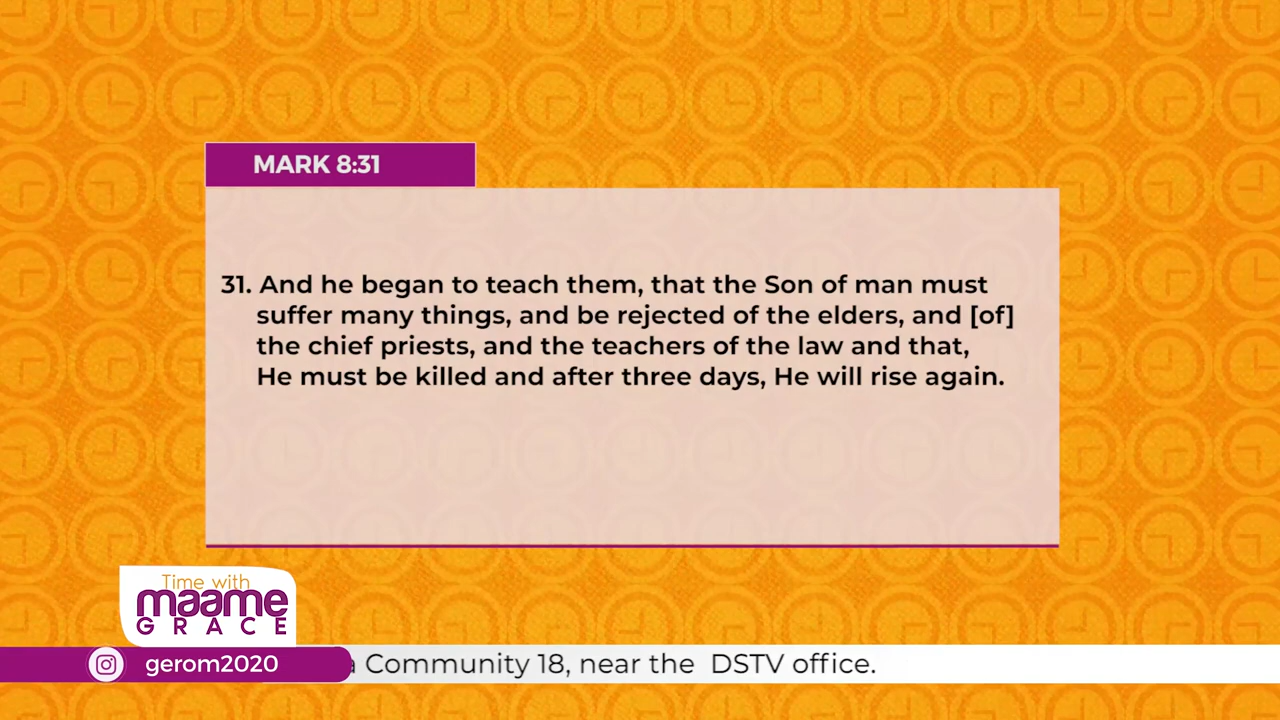 MARK 8:31
31. And he began to teach them, that the Son of man must
suffer many things, and be rejected of the elders, and [of]
the chief priests, and the teachers of the law and that,
He must be killed and after three days, He will rise again.
Time with
maame
GRACE
gerom2020
Community 18, near the DSTV office.